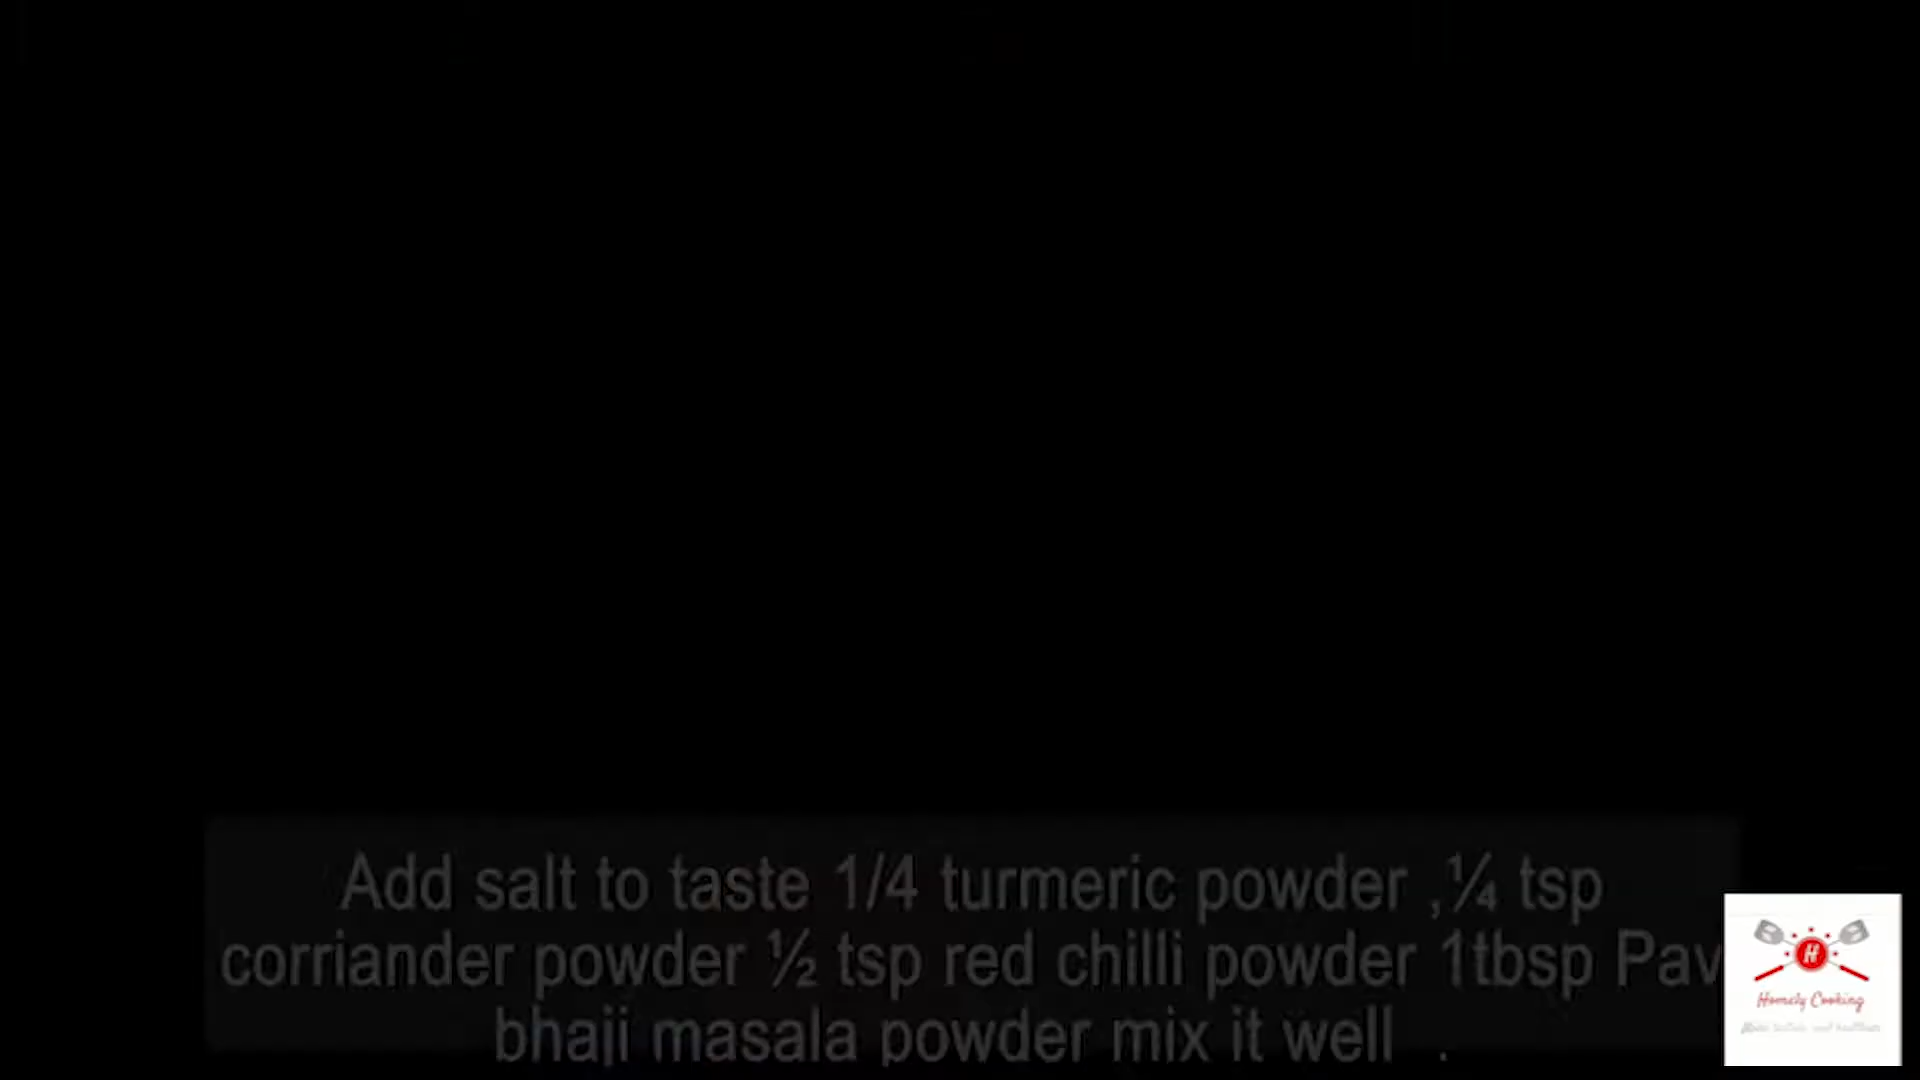 Add salt to taste 1/4 turmeric powder ,¼ tsp
corriander powder ½ tsp red chilli powder 1tbsp Pav
bhaji masala powder mix it well .
H
Homely Cooking